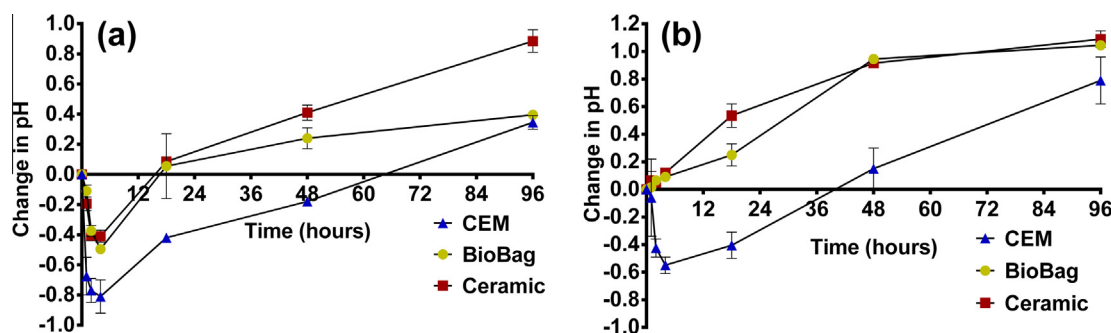 (a)
Change in pH
1.0
0.8
0.6
0.4
0.2
0.0
-0.2
-0.4
-0.6
-0.8
-1.0
12 24 36 48 60 72 84 96
Time (hours)
CEM
BioBag
Ceramic
(b)
Change in pH
1.2
1.0
0.8
0.6
0.4
0.2
0.0
-0.2
-0.4
-0.6
-0.8
1.0
12 24 36 48 60 72 84 96
Time (hours)
CEM
BioBag
Ceramic